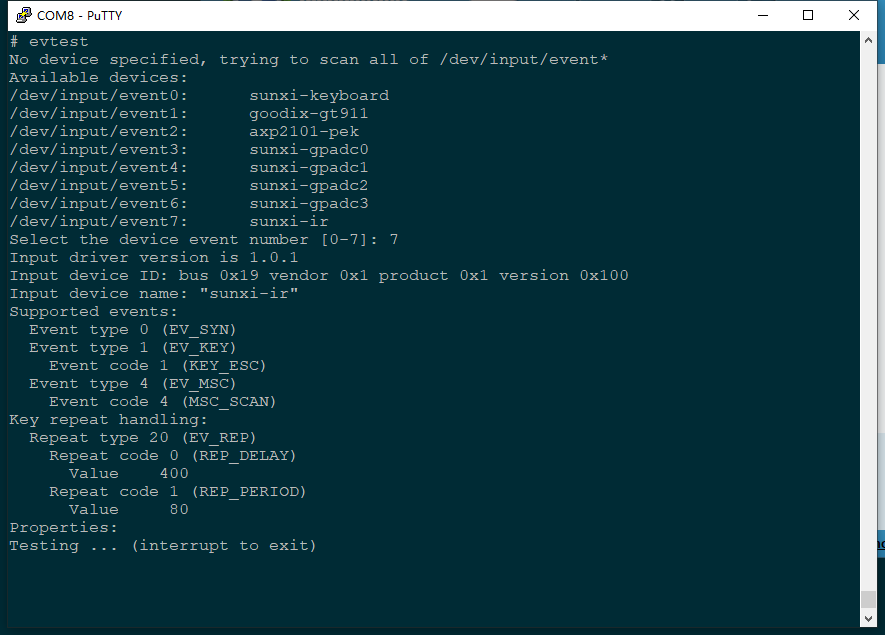 COM8 - PuTTY
# evtest
No device specified, trying to scan all of /dev/input/event*
Available devices:
/dev/input/event0:      sunxi-keyboard
/dev/input/event1:      goodix-gt911
/dev/input/event2:      axp2101-pek
/dev/input/event3:      sunxi-gpadc0
/dev/input/event4:      sunxi-gpadc1
/dev/input/event5:      sunxi-gpadc2
/dev/input/event6:      sunxi-gpadc3
/dev/input/event7:      sunxi-ir
Select the device event number [0-7]: 7
Input driver version is 1.0.1
Input device ID: bus 0x19 vendor 0x1 product 0x1 version 0x100
Input device name: "sunxi-ir"
Supported events:
  Event type 0 (EV_SYN)
  Event type 1 (EV_KEY)
    Event code 1 (KEY_ESC)
  Event type 4 (EV_MSC)
    Event code 4 (MSC_SCAN)
Key repeat handling:
  Repeat type 20 (EV_REP)
    Repeat code 0 (REP_DELAY)
      Value    400
    Repeat code 1 (REP_PERIOD)
      Value     80
Properties:
Testing ... (interrupt to exit)